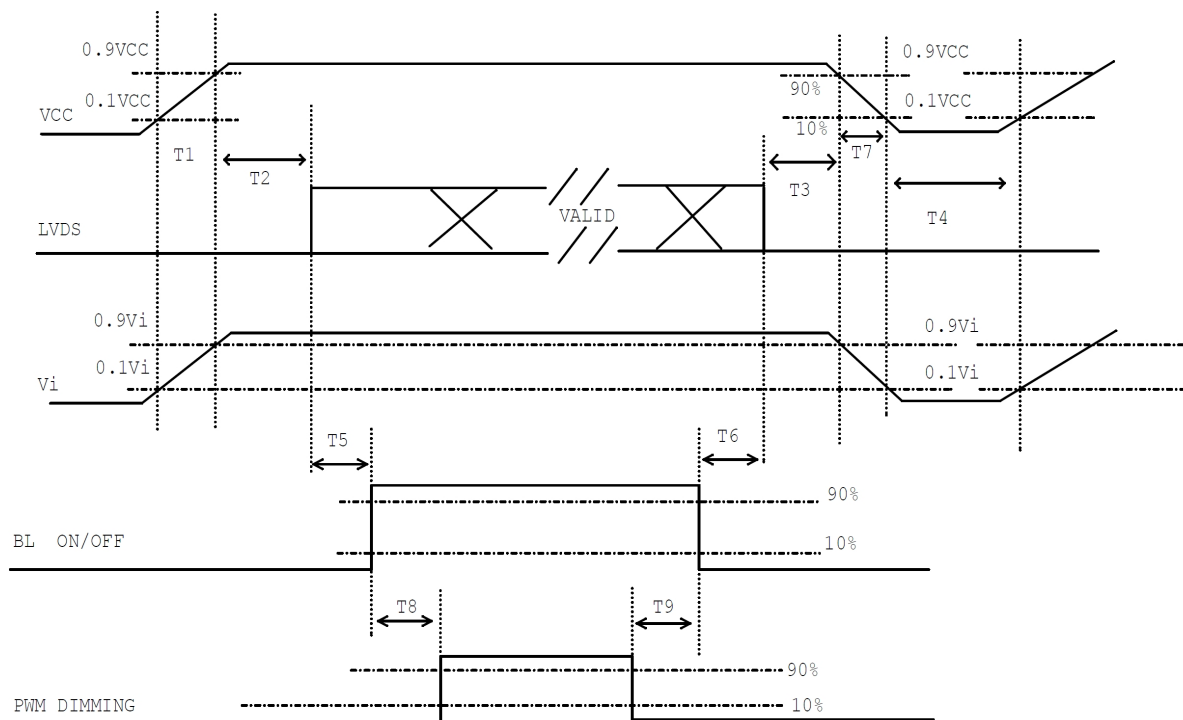 0.9VCC
0.9VCC
90%
0.1VCC
0.1VCC
VCC
10%
T1
T7
T2
T3
VALID
T4
LVDS
0.9Vi
0.9Vi
0.1Vi
0.1Vi
Vi
T5
T6
90%
BL ON/OFF
10%
T8
T9
90%
PWM DIMMING
10%